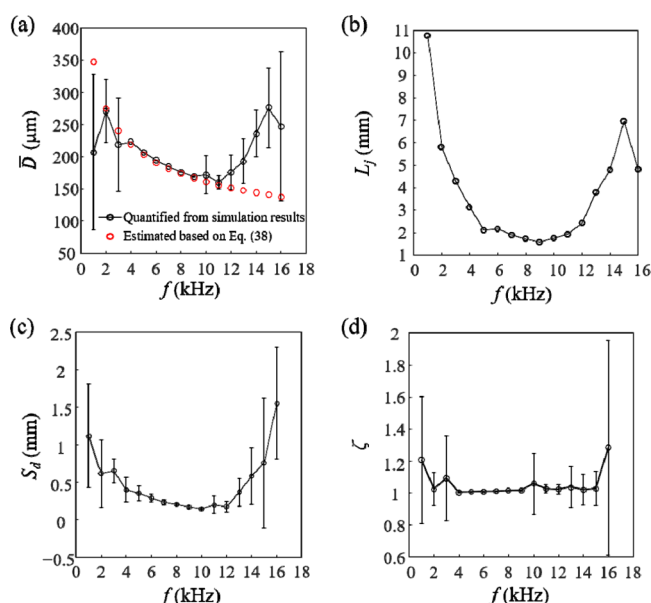 (a)
400
350
300
250
200
150
100
50
D̅ (μm)
Quantified from simulation results
Estimated based on Eq. (38)
0 2 4 6 8 10 12 14 16 18
f (kHz)
(b)
11
10
9
8
7
6
5
4
3
2
1
L_j (mm)
0 2 4 6 8 10 12 14 16
f (kHz)
(c)
2.5
2
1.5
1
0.5
0
−0.5
S_d (mm)
0 2 4 6 8 10 12 14 16 18
f (kHz)
(d)
2
1.8
1.6
1.4
1.2
1
0.8
0.6
ζ
0 2 4 6 8 10 12 14 16 18
f (kHz)